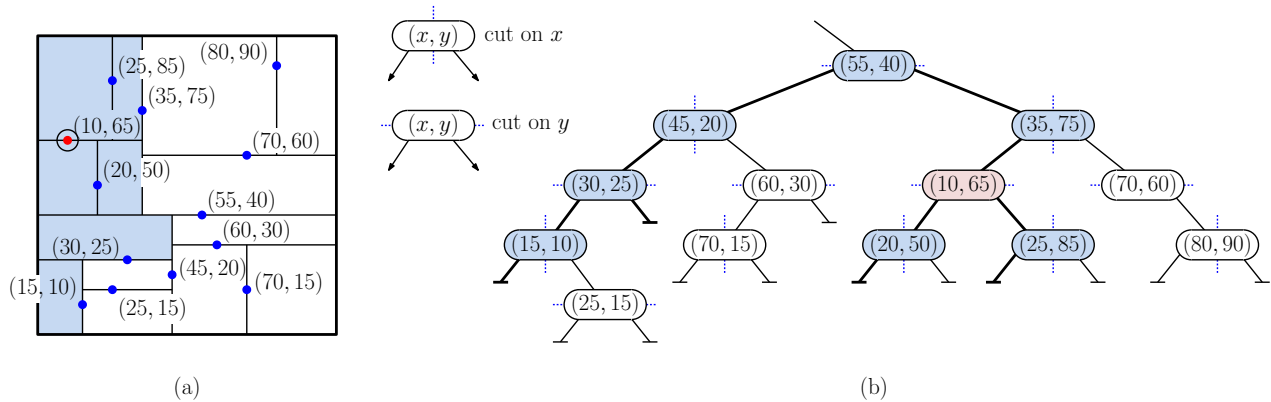 (80, 90)
(25, 85)
(35, 75)
(10, 65)
(70, 60)
(20, 50)
(55, 40)
(60, 30)
(30, 25)
(45, 20)
(70, 15)
(15, 10)
(25, 15)
(a)
(x, y) cut on x
(x, y) cut on y
(55, 40)
(45, 20) (35, 75)
(30, 25) (60, 30) (10, 65) (70, 60)
(15, 10) (70, 15) (20, 50) (25, 85) (80, 90)
(25, 15)
(b)